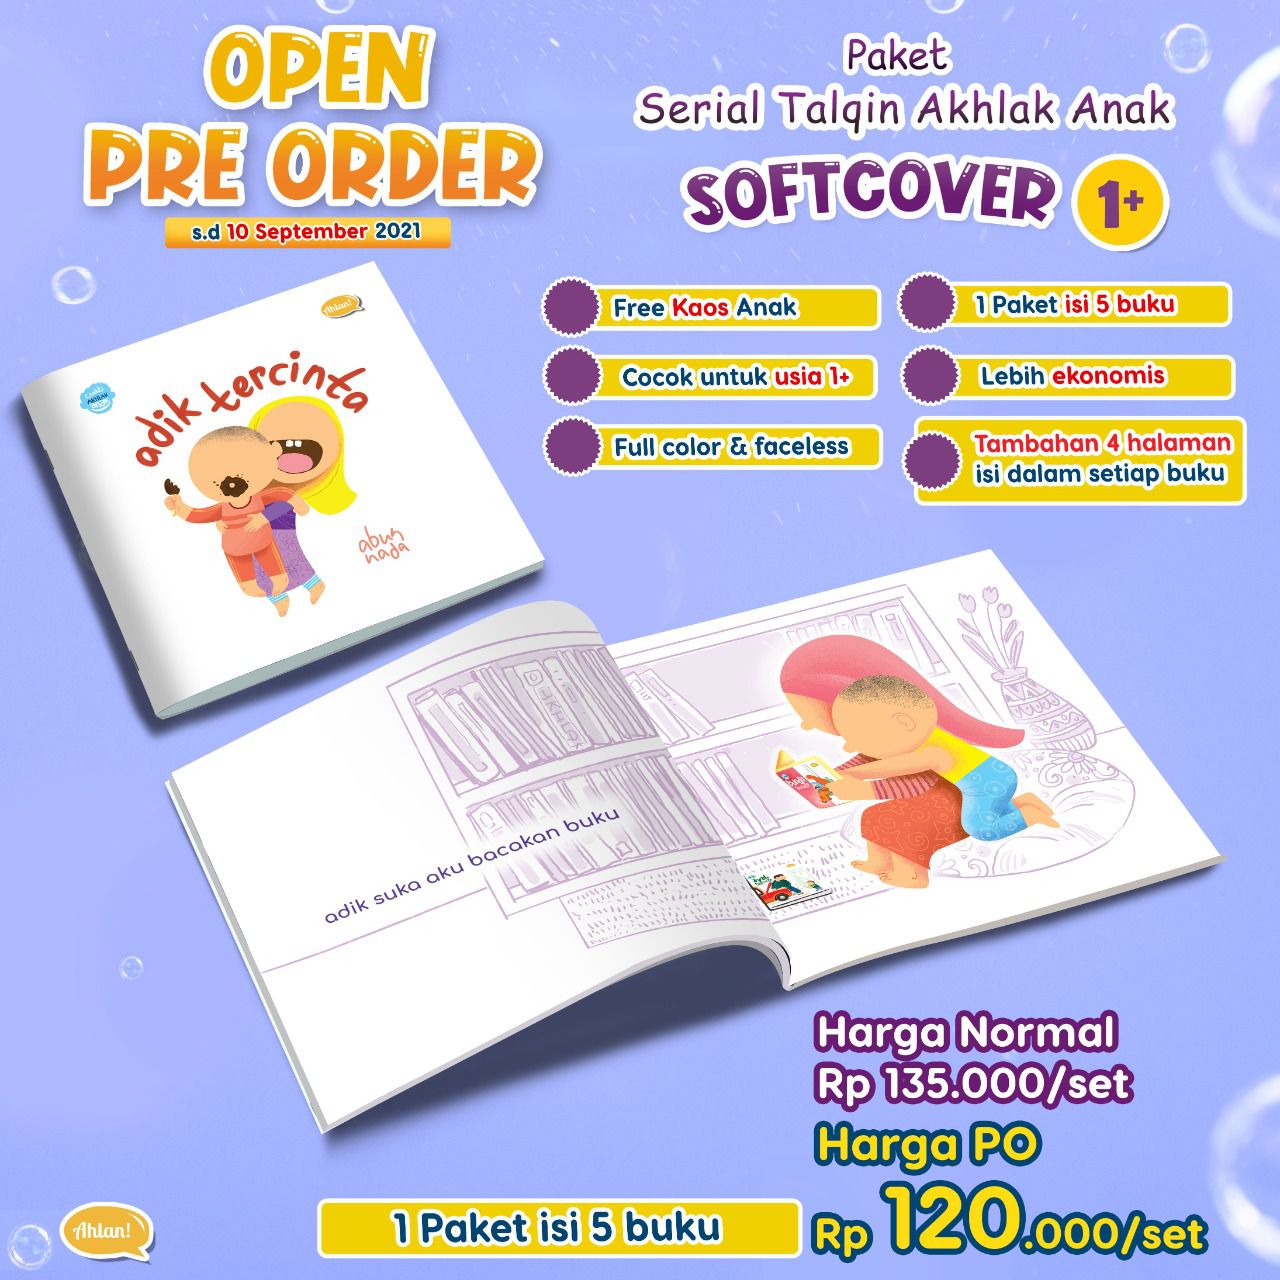 OPEN
PRE ORDER
s.d 10 September 2021
Paket
Serial Talqin Akhlak Anak
SOFTCOVER 1+
Free Kaos Anak
Cocok untuk usia 1+
Full color & faceless
1 Paket isi 5 buku
Lebih ekonomis
Tambahan 4 halaman
isi dalam setiap buku
Ahlan!
AKHLAK
adik tercinta
abun
nada
adik suka aku bacakan buku
Harga Normal
Rp 135.000/set
Harga PO
Rp 120.000/set
1 Paket isi 5 buku
Ahlan!